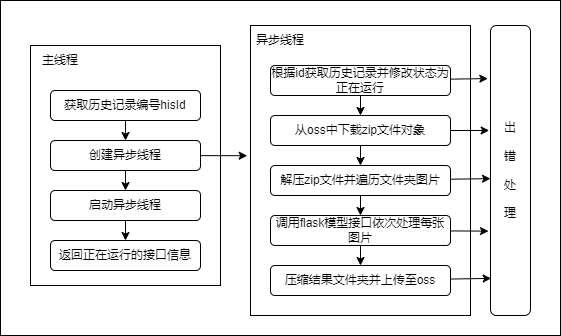 主线程
获取历史记录编号hisId
创建异步线程
启动异步线程
返回正在运行的接口信息
异步线程
根据id获取历史记录并修改状态为
正在运行
从oss中下载zip文件对象
解压zip文件并遍历文件夹图片
调用flask模型接口依次处理每张
图片
压缩结果文件夹并上传至oss
出
错
处
理